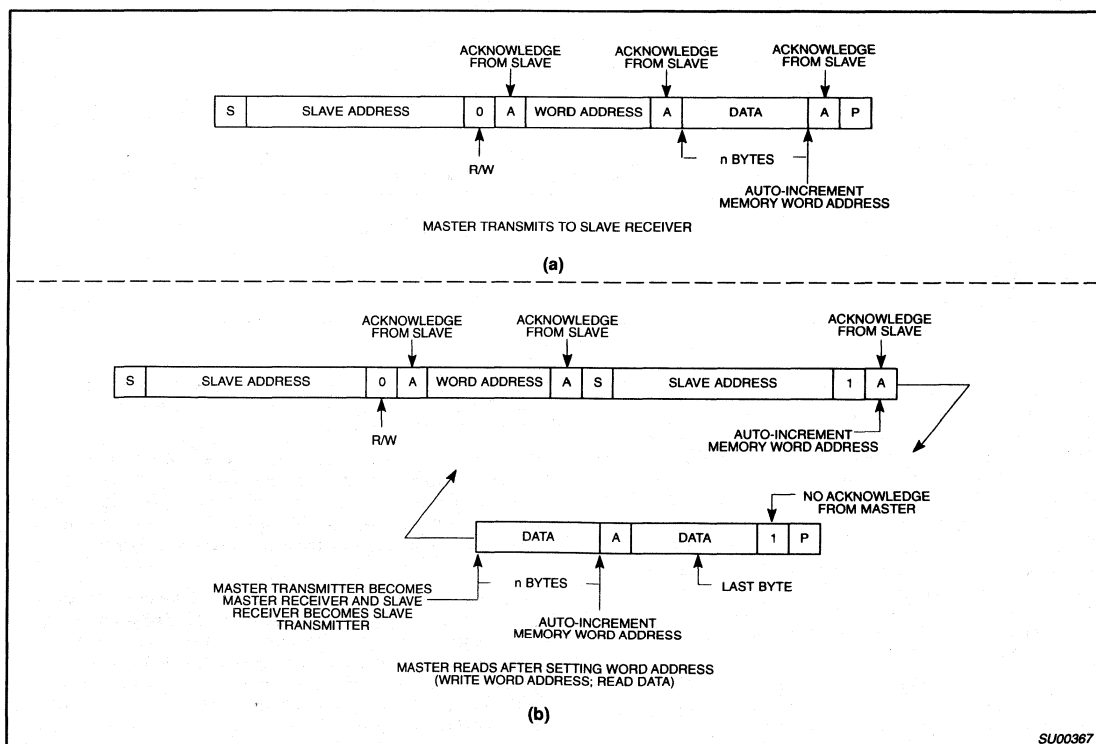 ACKNOWLEDGE FROM SLAVE
ACKNOWLEDGE FROM SLAVE
ACKNOWLEDGE FROM SLAVE
S SLAVE ADDRESS 0 A WORD ADDRESS A DATA A P
R/W
n BYTES
AUTO-INCREMENT
MEMORY WORD ADDRESS
MASTER TRANSMITS TO SLAVE RECEIVER
(a)
ACKNOWLEDGE FROM SLAVE
ACKNOWLEDGE FROM SLAVE
ACKNOWLEDGE FROM SLAVE
S SLAVE ADDRESS 0 A WORD ADDRESS A S SLAVE ADDRESS 1 A
R/W
AUTO-INCREMENT
MEMORY WORD ADDRESS
NO ACKNOWLEDGE
FROM MASTER
DATA A DATA 1 P
MASTER TRANSMITTER BECOMES
MASTER RECEIVER AND SLAVE
RECEIVER BECOMES SLAVE
TRANSMITTER
n BYTES
LAST BYTE
AUTO-INCREMENT
MEMORY WORD ADDRESS
MASTER READS AFTER SETTING WORD ADDRESS
(WRITE WORD ADDRESS; READ DATA)
(b)
SU00367